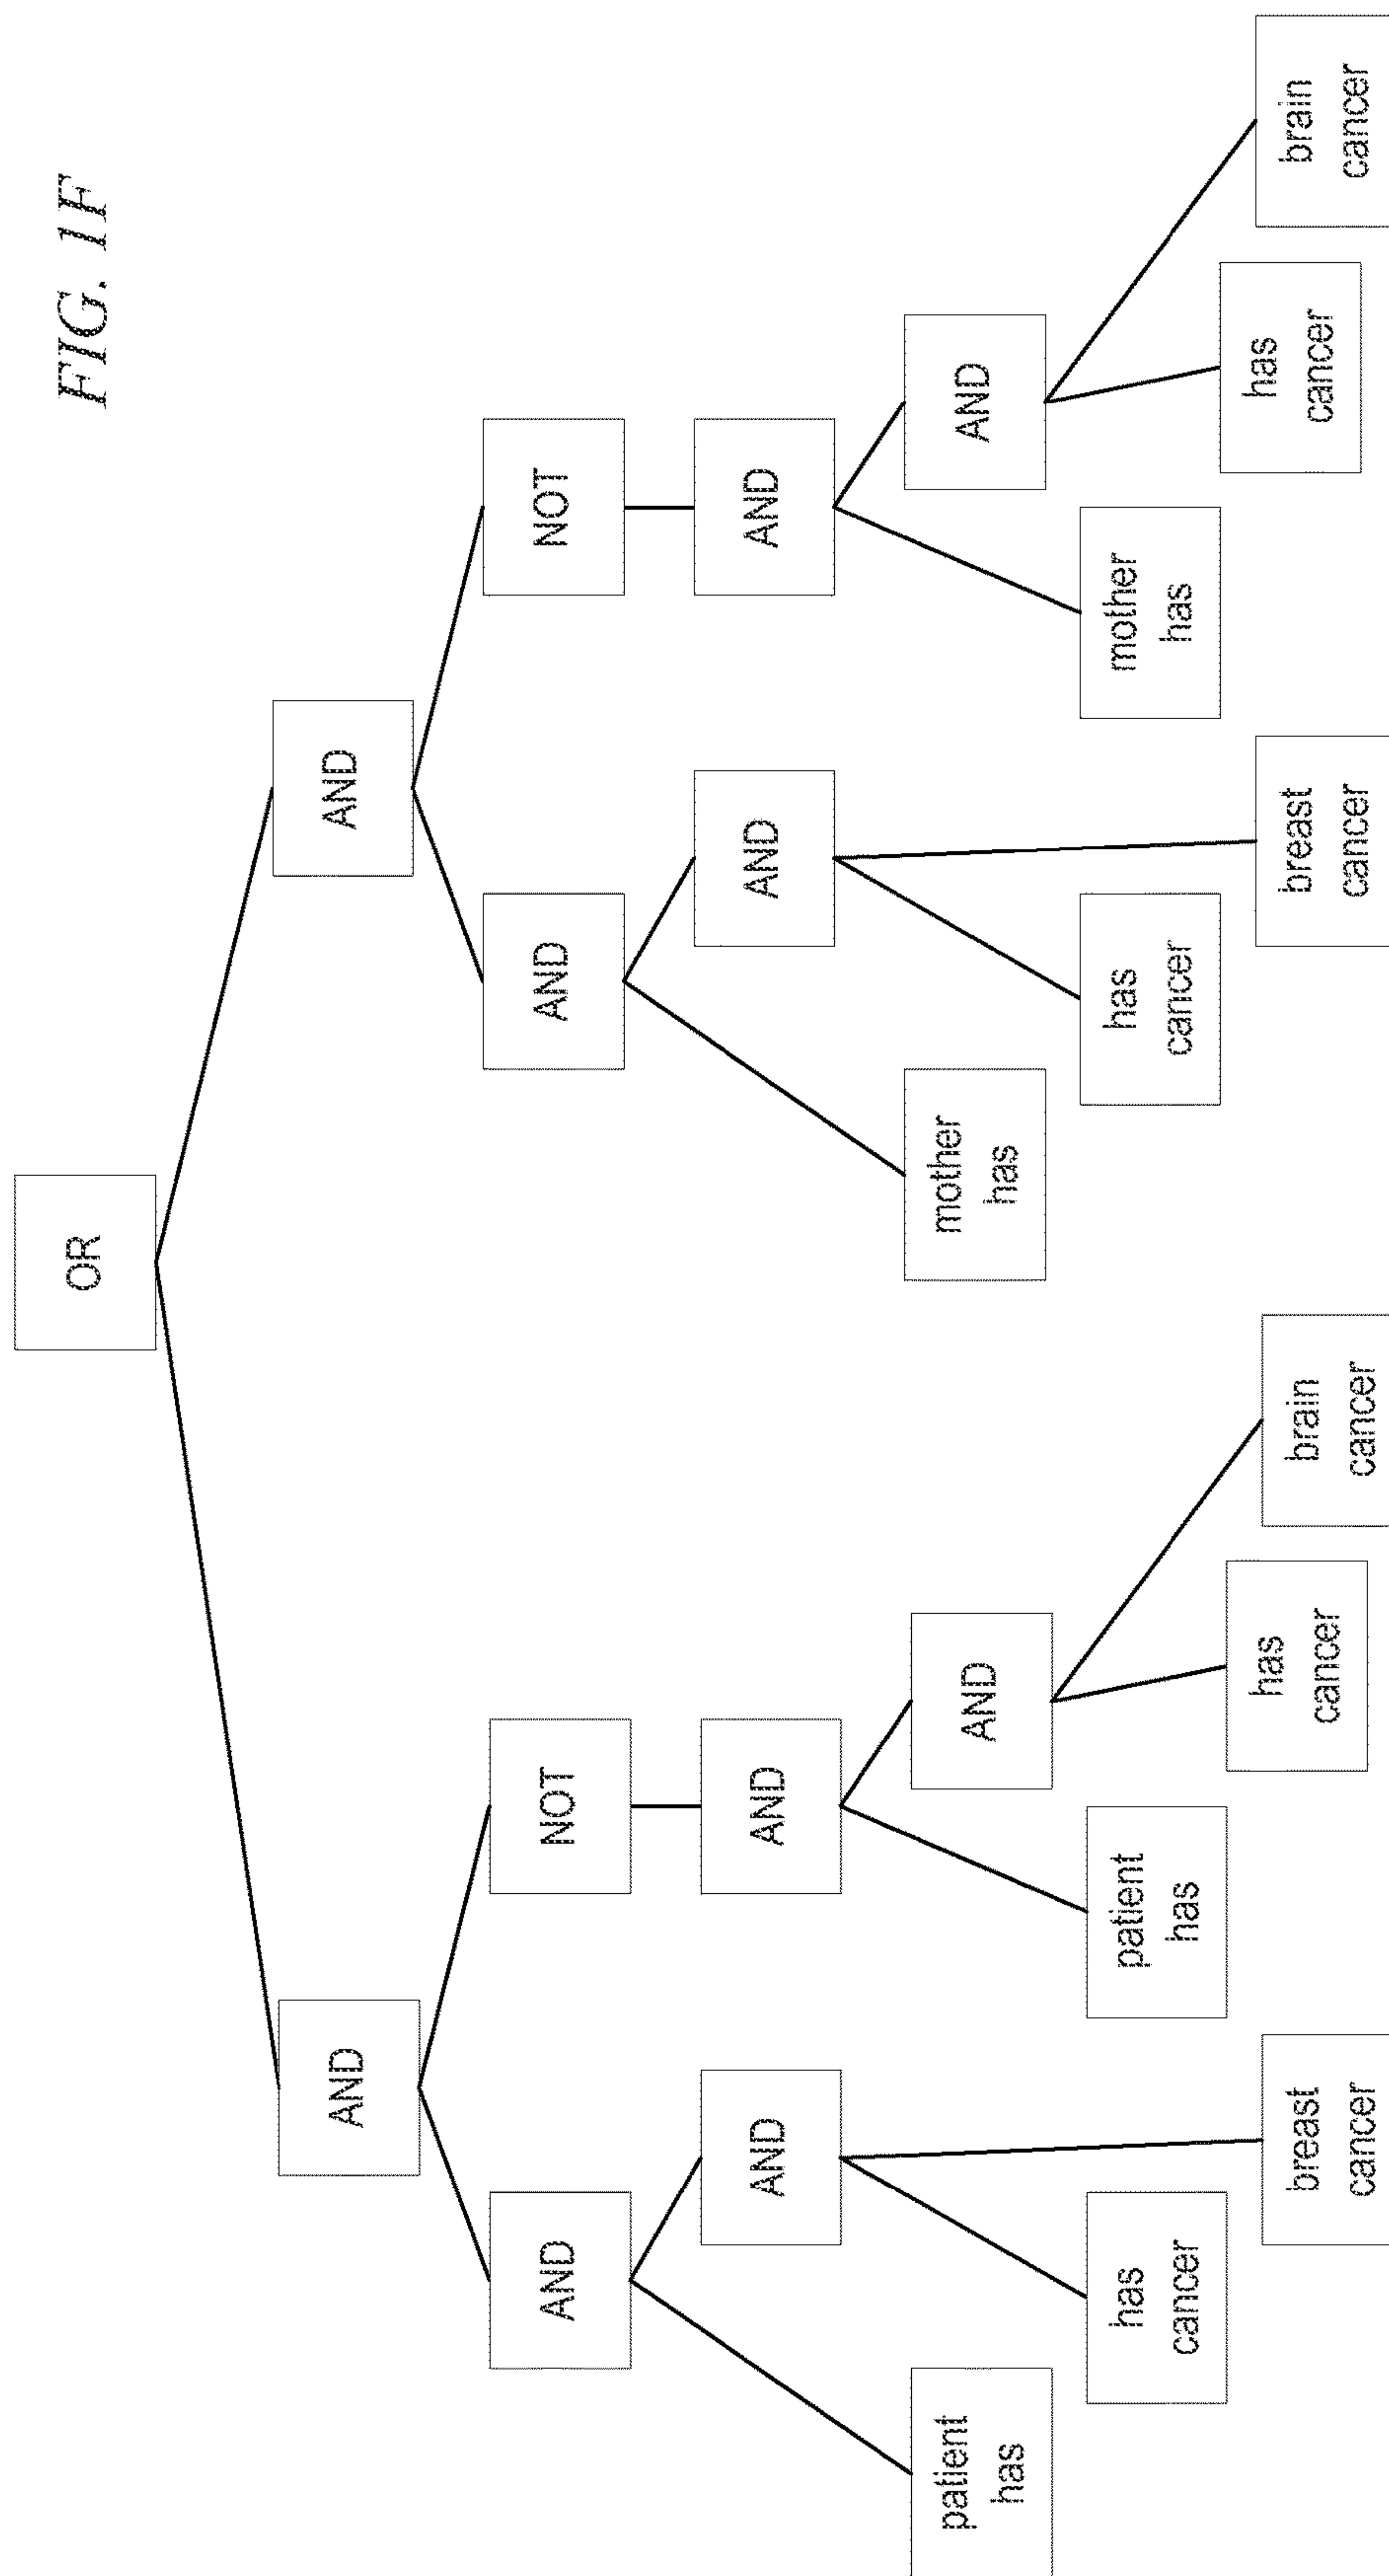 FIG. 1F
OR
AND
AND
AND
NOT
AND
NOT
AND
AND
AND
AND
patient
has
AND
mother
has
AND
has
cancer
patient
has
has
cancer
mother
has
breast
cancer
has
cancer
brain
cancer
breast
cancer
has
cancer
brain
cancer